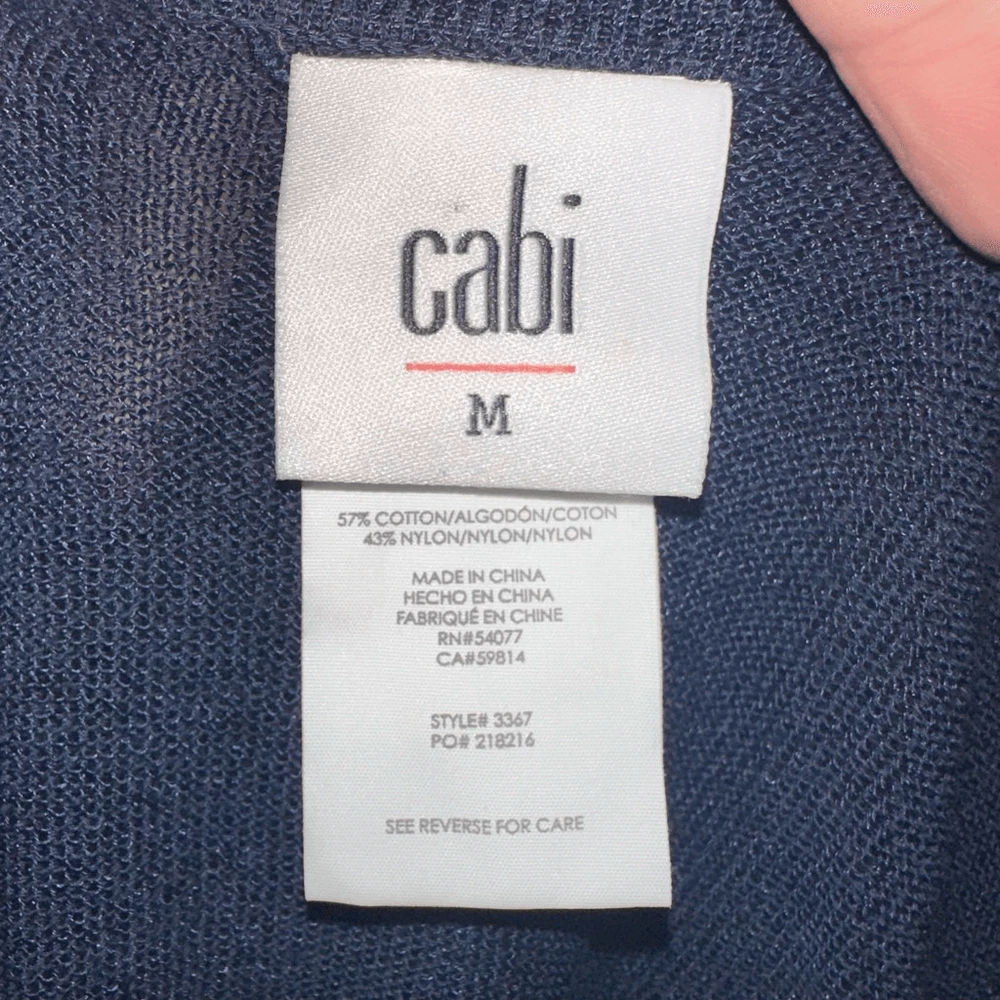 cabi
M
57% COTTON/ALGODÓN/COTON
43% NYLON/NYLON/NYLON
MADE IN CHINA
HECHO EN CHINA
FABRIQUÉ EN CHINE
RN#54077
CA#59814
STYLE# 3367
PO# 218216
SEE REVERSE FOR CARE